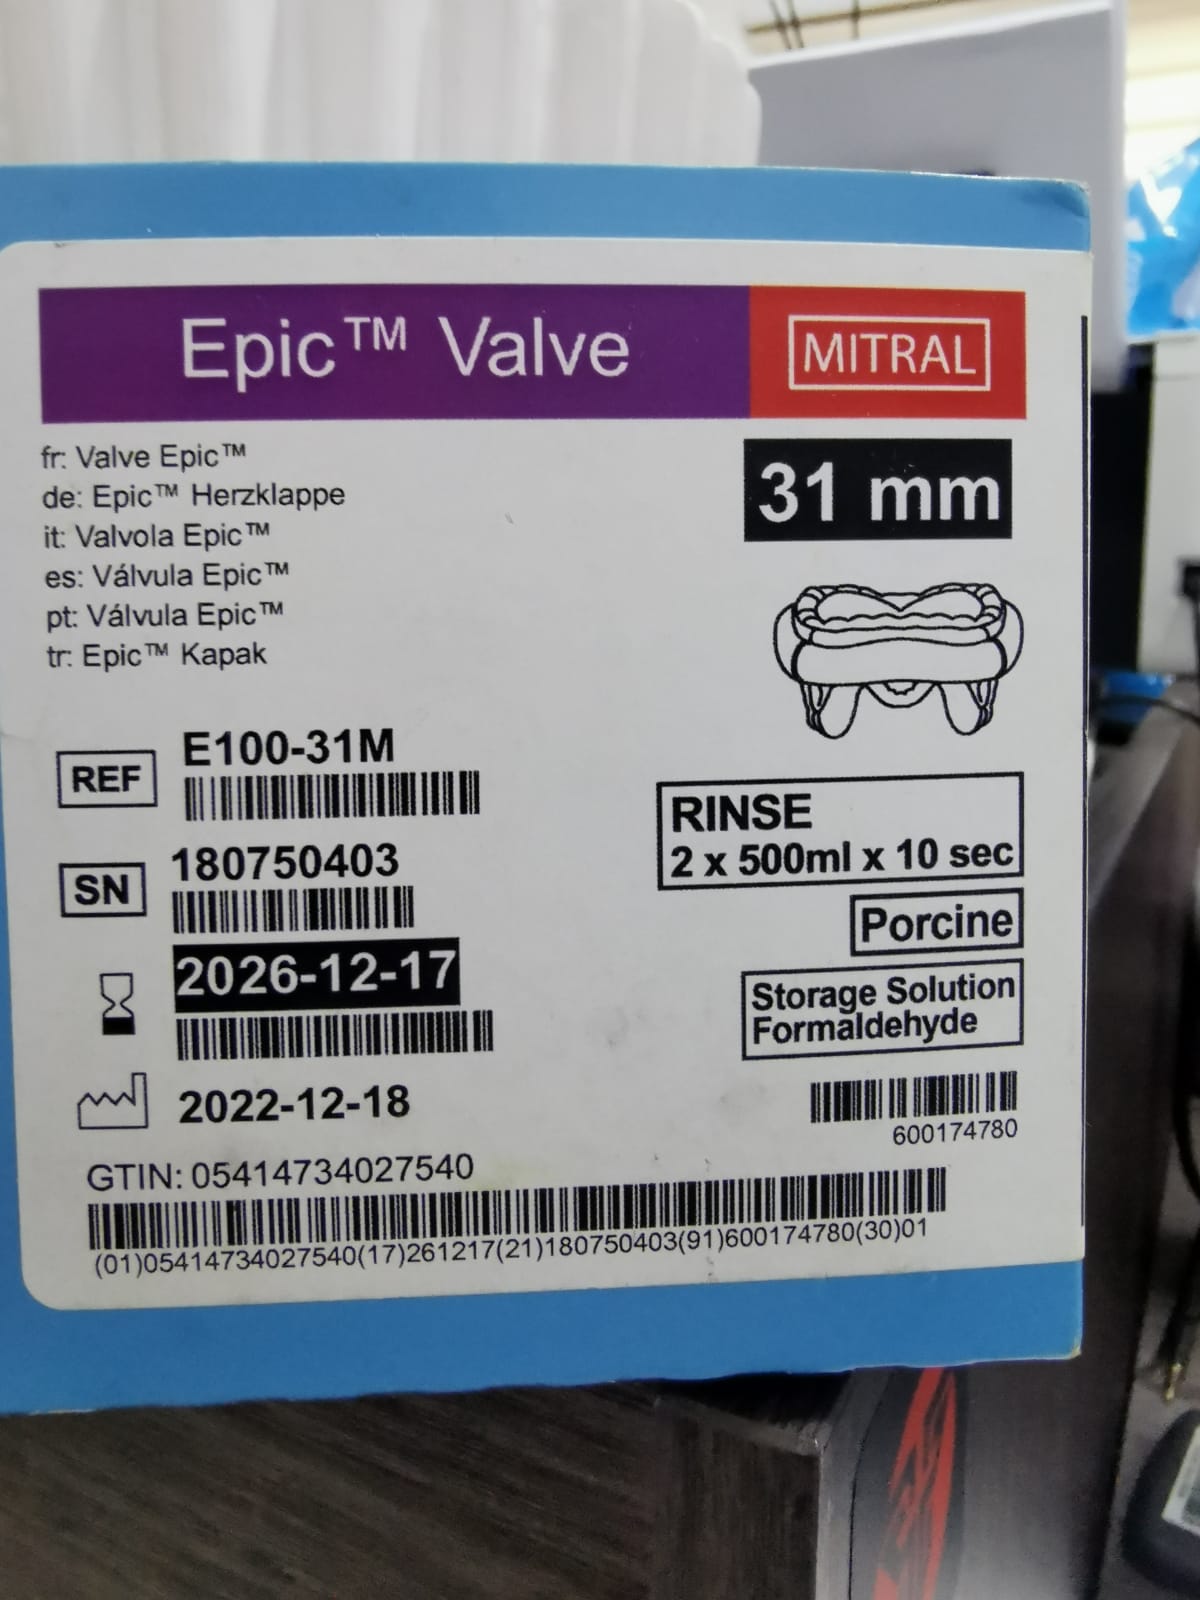 Epic™ Valve
MITRAL
fr: Valve Epic™
de: Epic™ Herzklappe
it: Valvola Epic™
es: Válvula Epic™
pt: Válvula Epic™
tr: Epic™ Kapak
31 mm
REF E100-31M
SN 180750403
2026-12-17
2022-12-18
RINSE
2 x 500ml x 10 sec
Porcine
Storage Solution
Formaldehyde
600174780
GTIN: 05414734027540
(01)05414734027540(17)261217(21)180750403(91)600174780(30)01